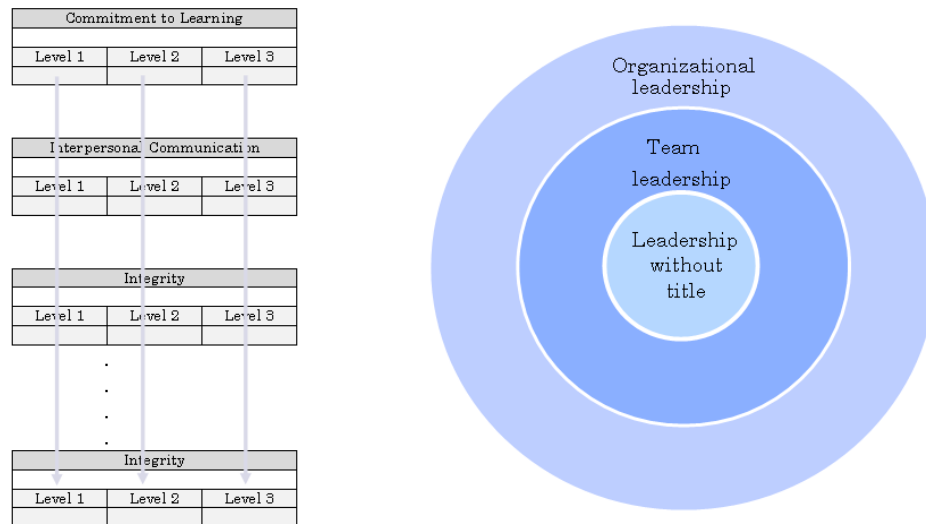 Commitment to Learning
Level 1 Level 2 Level 3
Interpersonal Communication
Level 1 Level 2 Level 3
Integrity
Level 1 Level 2 Level 3
.
.
.
.
Integrity
Level 1 Level 2 Level 3
Organizational
leadership
Team
leadership
Leadership
without
title